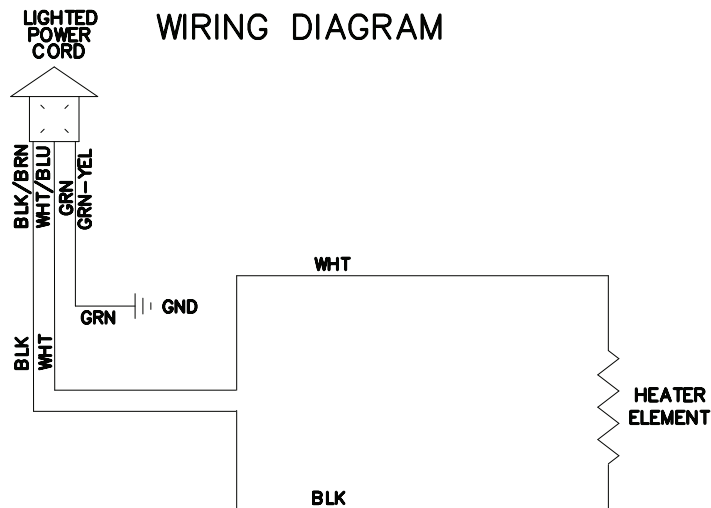 LIGHTED
POWER
CORD
WIRING DIAGRAM
BLK/BRN
WHT/BLU
GRN
GRN-YEL
WHT
GRN
GND
BLK
WHT
HEATER
ELEMENT
BLK